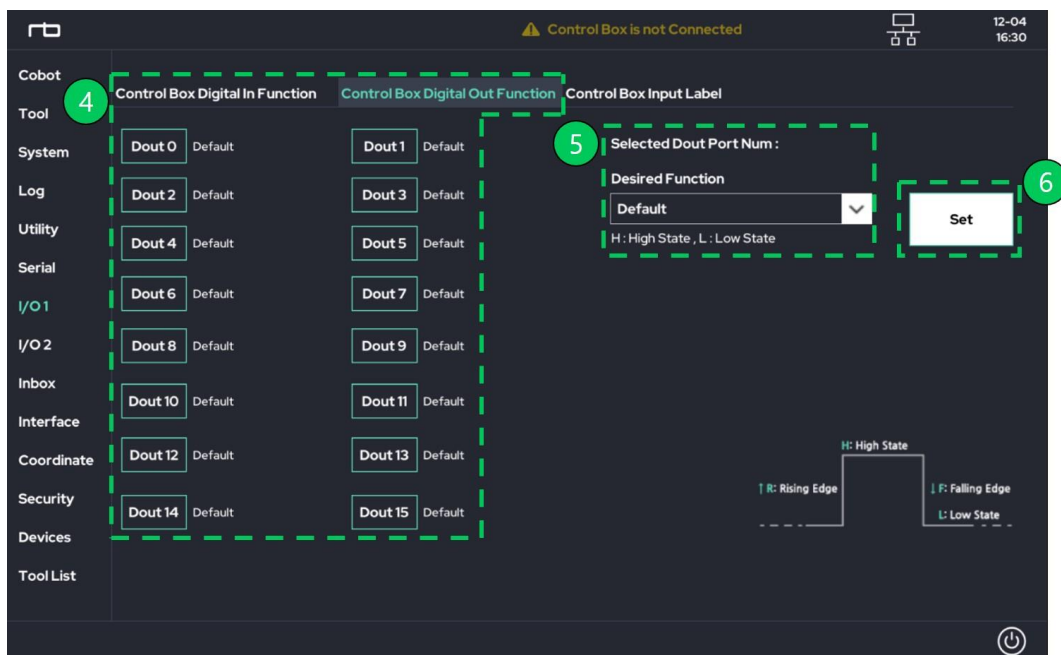 rb
Control Box is not Connected
12-04
16:30
Cobot
Tool
System
Log
Utility
Serial
I/O 1
I/O 2
Inbox
Interface
Coordinate
Security
Devices
Tool List
4
Control Box Digital In Function
Control Box Digital Out Function
Control Box Input Label
Dout 0 Default
Dout 1 Default
Dout 2 Default
Dout 3 Default
Dout 4 Default
Dout 5 Default
Dout 6 Default
Dout 7 Default
Dout 8 Default
Dout 9 Default
Dout 10 Default
Dout 11 Default
Dout 12 Default
Dout 13 Default
Dout 14 Default
Dout 15 Default
5
Selected Dout Port Num :
Desired Function
Default
H : High State , L : Low State
6
Set
H: High State
↑ R: Rising Edge
↓ F: Falling Edge
L: Low State